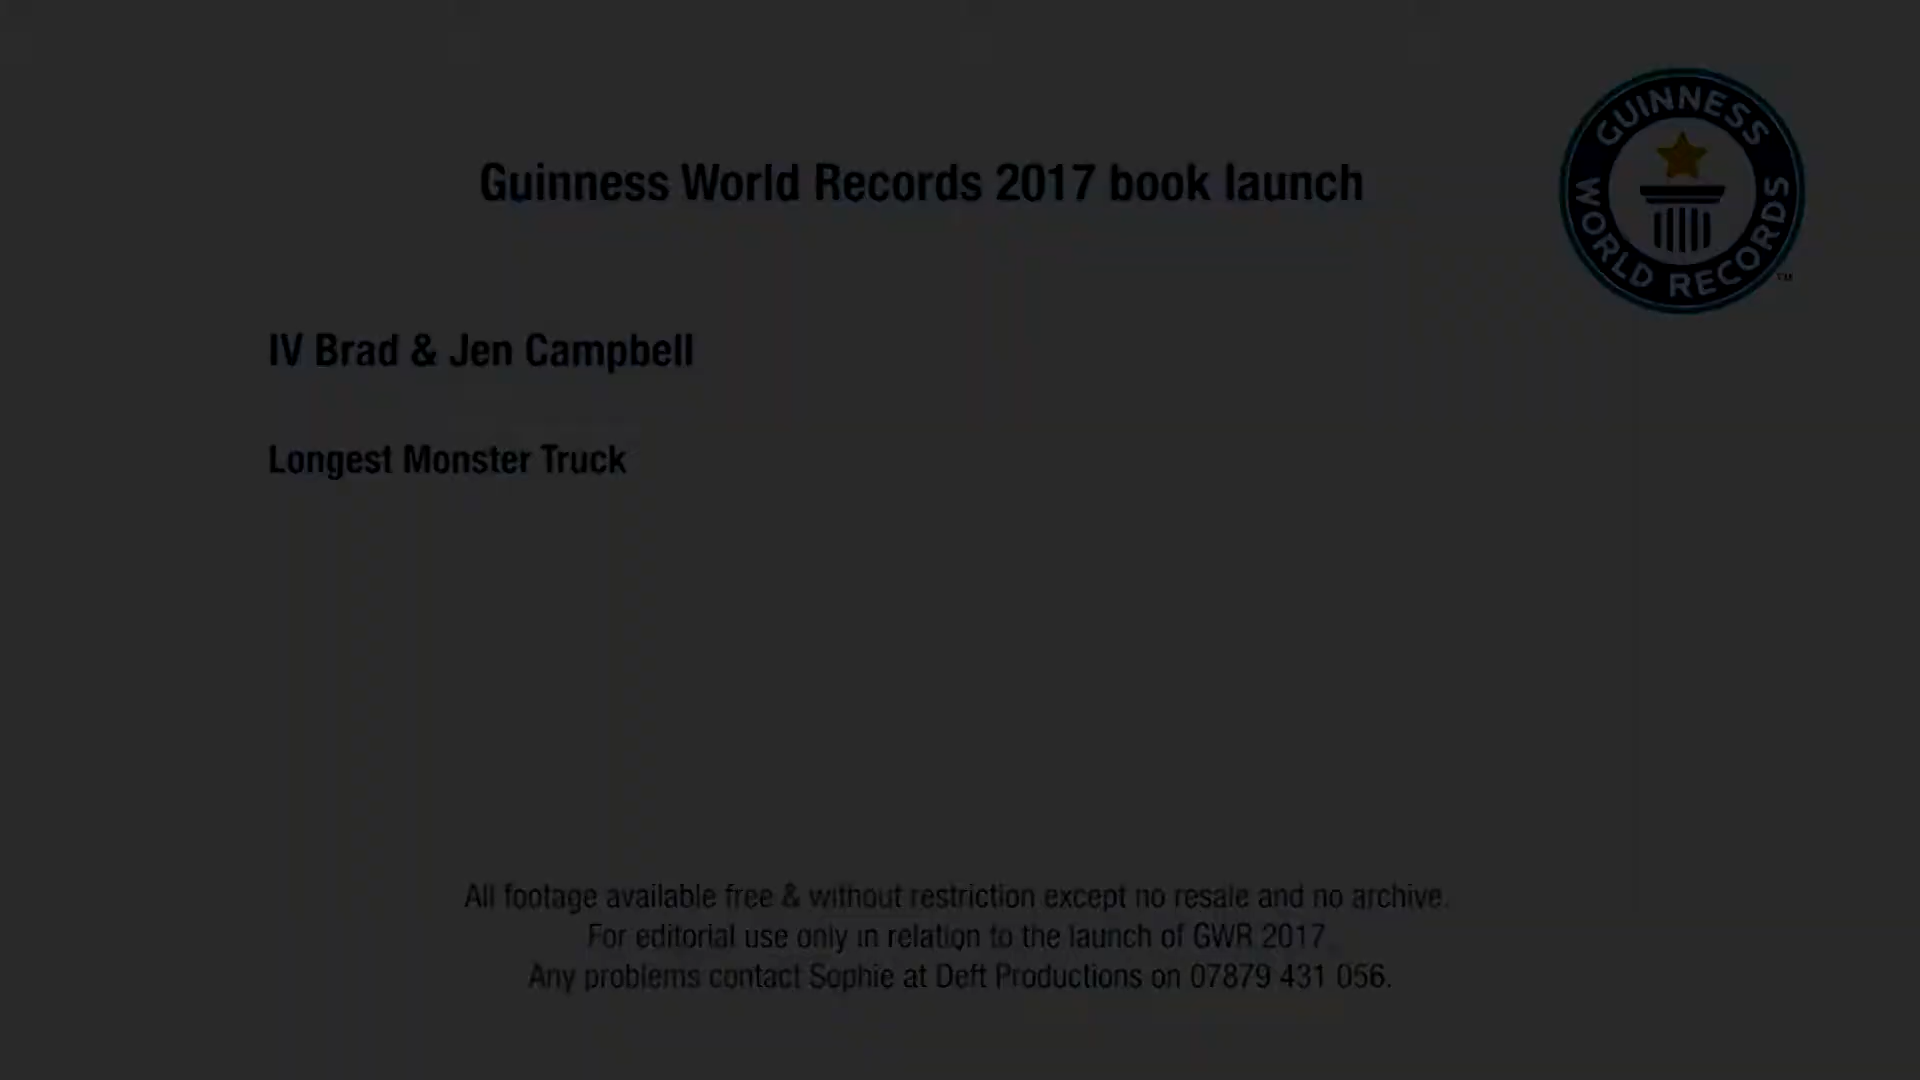 Guinness World Records 2017 book launch
GUINNESS
WORLD RECORDS
TM
IV Brad & Jen Campbell
Longest Monster Truck
All footage available free & without restriction except no resale and no archive.
For editorial use only in relation to the launch of GWR 2017
Any problems contact Sophie at Deft Productions on 07879 431 056.